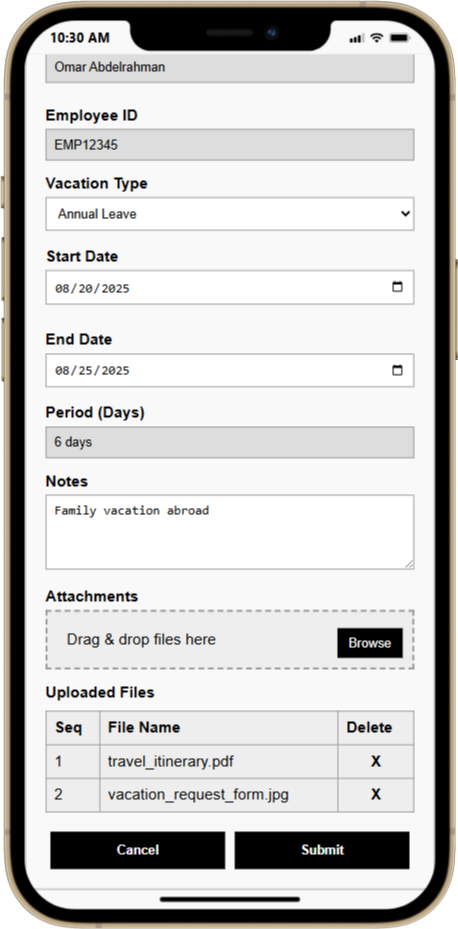 10:30 AM
Omar Abdelrahman
Employee ID
EMP12345
Vacation Type
Annual Leave
Start Date
08/20/2025
End Date
08/25/2025
Period (Days)
6 days
Notes
Family vacation abroad
Attachments
Drag & drop files here
Browse
Uploaded Files
Seq File Name Delete
1 travel_itinerary.pdf X
2 vacation_request_form.jpg X
Cancel Submit